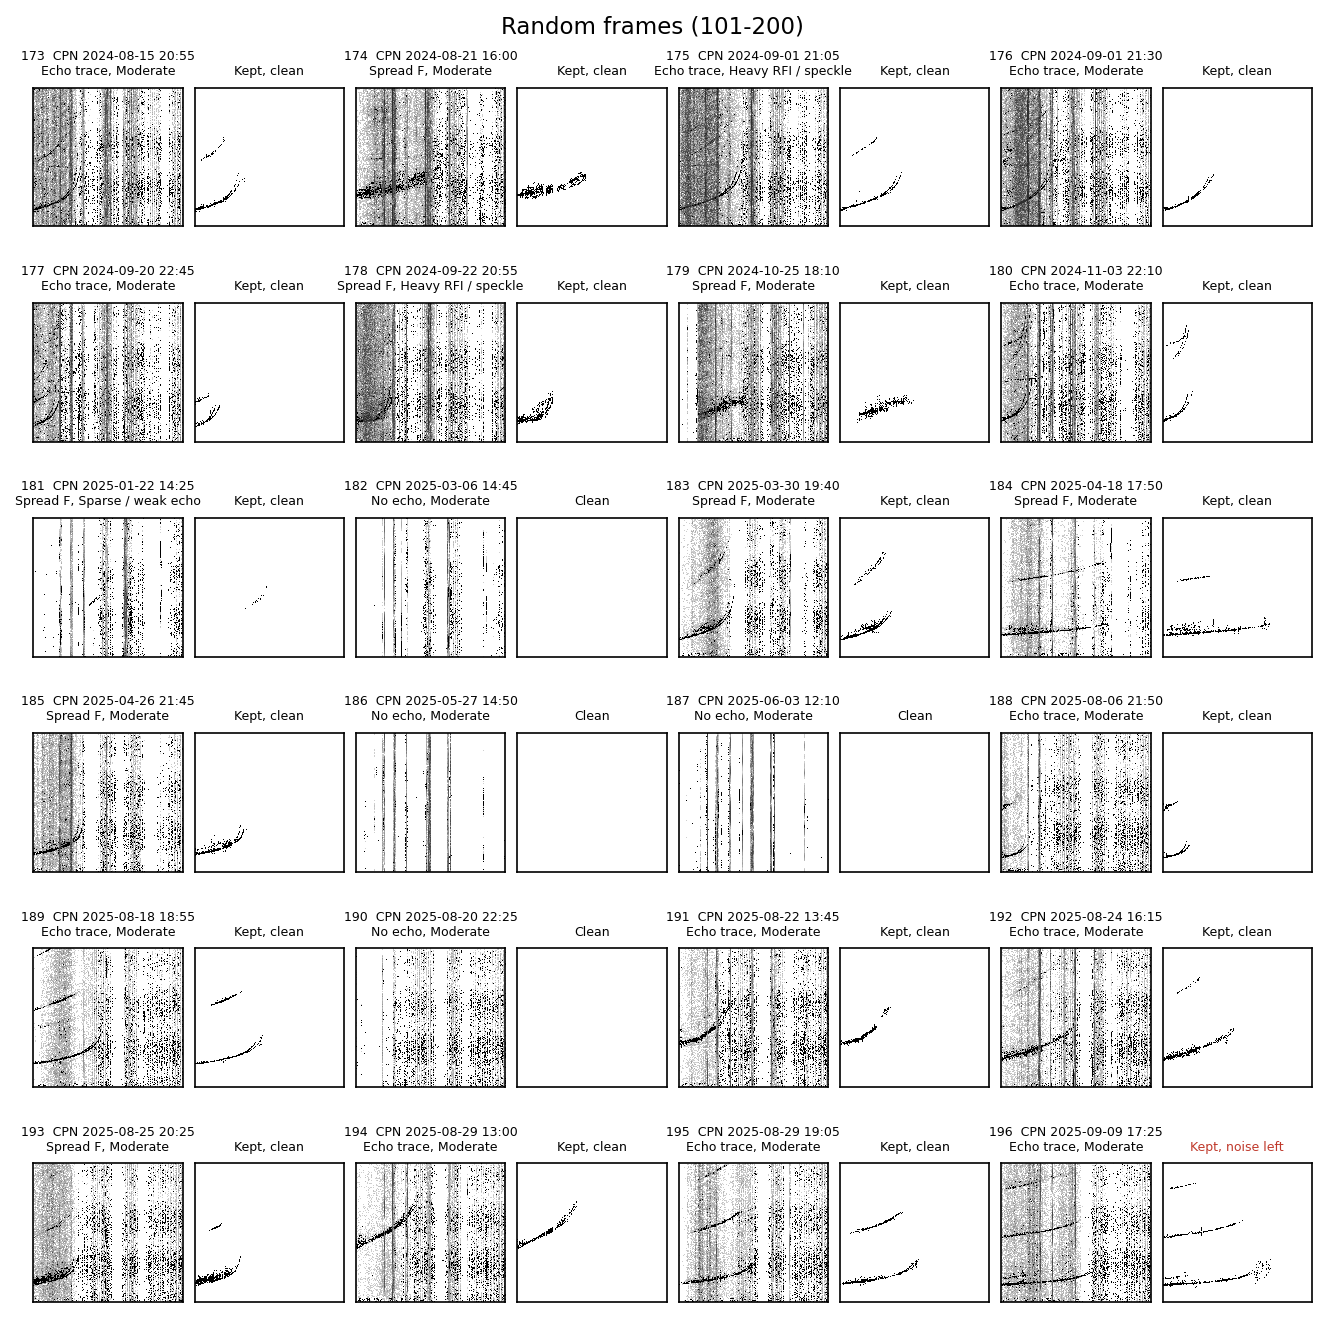 Random frames (101-200)
173  CPN 2024-08-15 20:55
Echo trace, Moderate
Kept, clean
174  CPN 2024-08-21 16:00
Spread F, Moderate
Kept, clean
175  CPN 2024-09-01 21:05
Echo trace, Heavy RFI / speckle
Kept, clean
176  CPN 2024-09-01 21:30
Echo trace, Moderate
Kept, clean
177  CPN 2024-09-20 22:45
Echo trace, Moderate
Kept, clean
178  CPN 2024-09-22 20:55
Spread F, Heavy RFI / speckle
Kept, clean
179  CPN 2024-10-25 18:10
Spread F, Moderate
Kept, clean
180  CPN 2024-11-03 22:10
Echo trace, Moderate
Kept, clean
181  CPN 2025-01-22 14:25
Spread F, Sparse / weak echo
Kept, clean
182  CPN 2025-03-06 14:45
No echo, Moderate
Clean
183  CPN 2025-03-30 19:40
Spread F, Moderate
Kept, clean
184  CPN 2025-04-18 17:50
Spread F, Moderate
Kept, clean
185  CPN 2025-04-26 21:45
Spread F, Moderate
Kept, clean
186  CPN 2025-05-27 14:50
No echo, Moderate
Clean
187  CPN 2025-06-03 12:10
No echo, Moderate
Clean
188  CPN 2025-08-06 21:50
Echo trace, Moderate
Kept, clean
189  CPN 2025-08-18 18:55
Echo trace, Moderate
Kept, clean
190  CPN 2025-08-20 22:25
No echo, Moderate
Clean
191  CPN 2025-08-22 13:45
Echo trace, Moderate
Kept, clean
192  CPN 2025-08-24 16:15
Echo trace, Moderate
Kept, clean
193  CPN 2025-08-25 20:25
Spread F, Moderate
Kept, clean
194  CPN 2025-08-29 13:00
Echo trace, Moderate
Kept, clean
195  CPN 2025-08-29 19:05
Echo trace, Moderate
Kept, clean
196  CPN 2025-09-09 17:25
Echo trace, Moderate
Kept, noise left